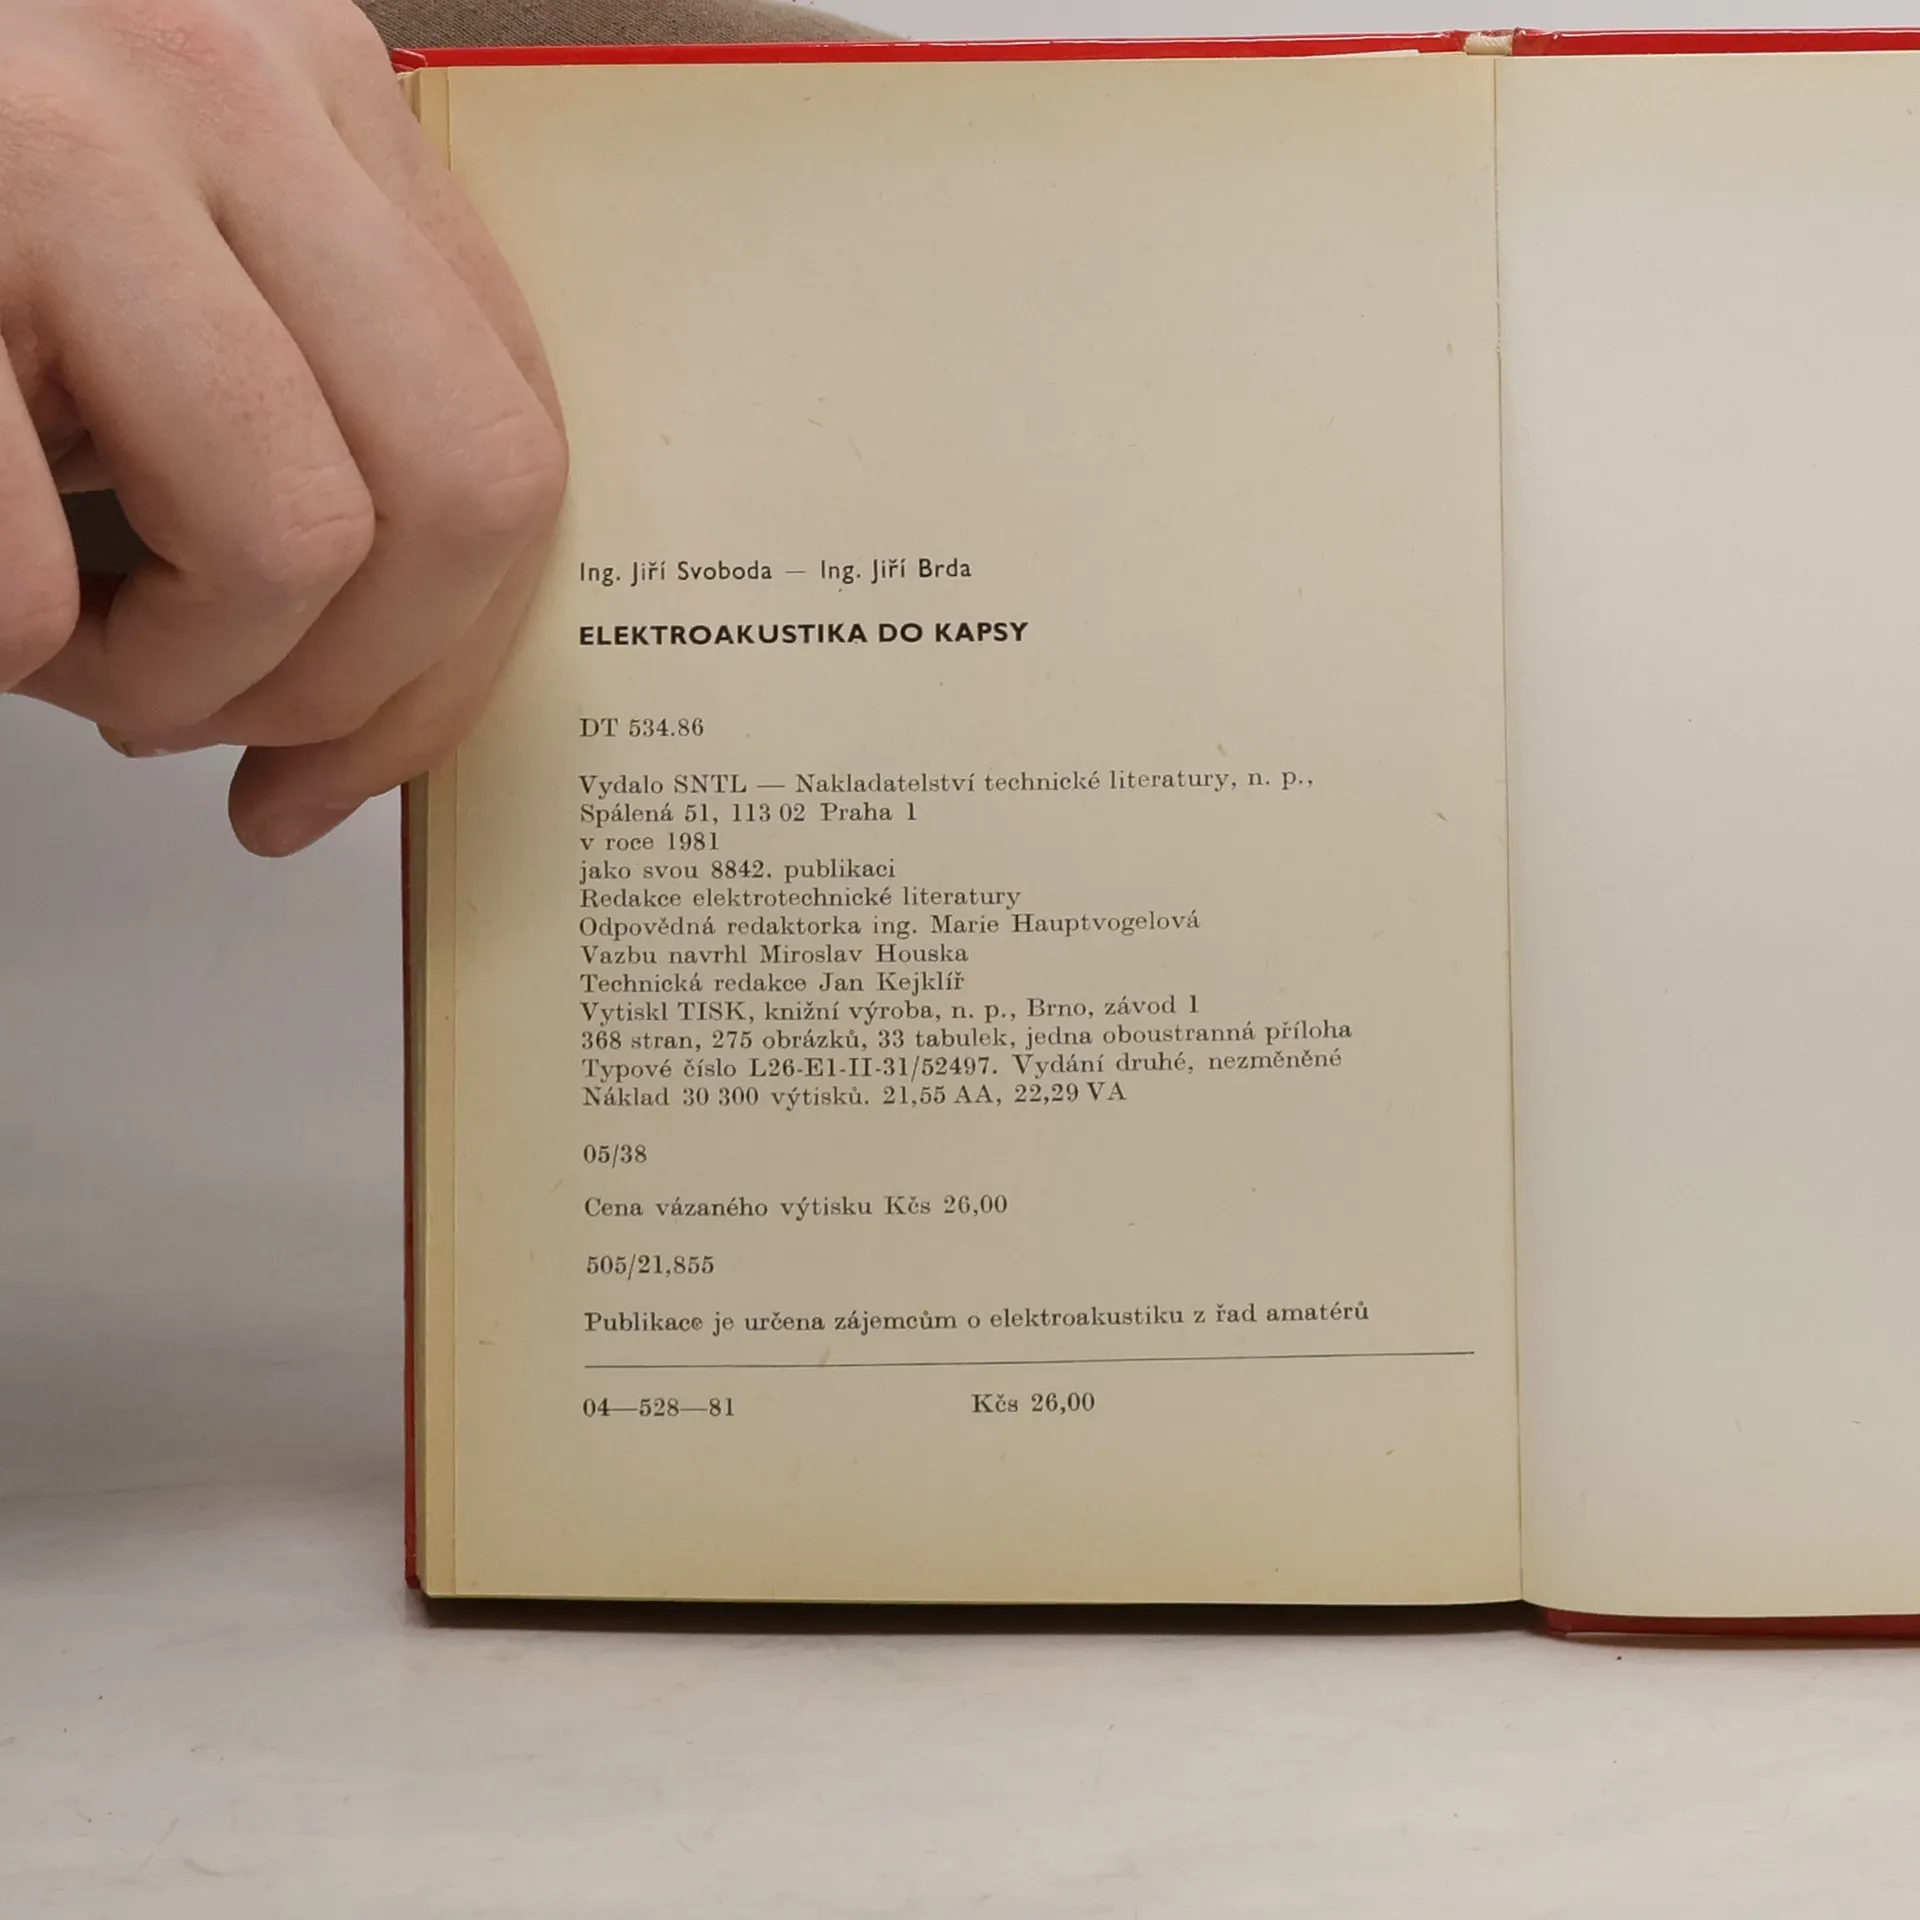 Ing. Jiří Svoboda — Ing. Jiří Brda
ELEKTROAKUSTIKA DO KAPSY
DT 534.86
Vydalo SNTL — Nakladatelství technické literatury, n. p.,
Spálená 51, 113 02 Praha 1
v roce 1981
jako svou 8842. publikaci
Redakce elektrotechnické literatury
Odpovědná redaktorka ing. Marie Hauptvogelová
Vazbu navrhl Miroslav Houska
Technická redakce Jan Kejklíř
Vytiskl TISK, knižní výroba, n. p., Brno, závod 1
368 stran, 275 obrázků, 33 tabulek, jedna oboustranná příloha
Typové číslo L26-E1-II-31/52497. Vydání druhé, nezměněné
Náklad 30 300 výtisků. 21,55 AA, 22,29 VA
05/38
Cena vázaného výtisku Kčs 26,00
505/21,855
Publikace je určena zájemcům o elektroakustiku z řad amatérů
04—528—81 Kčs 26,00